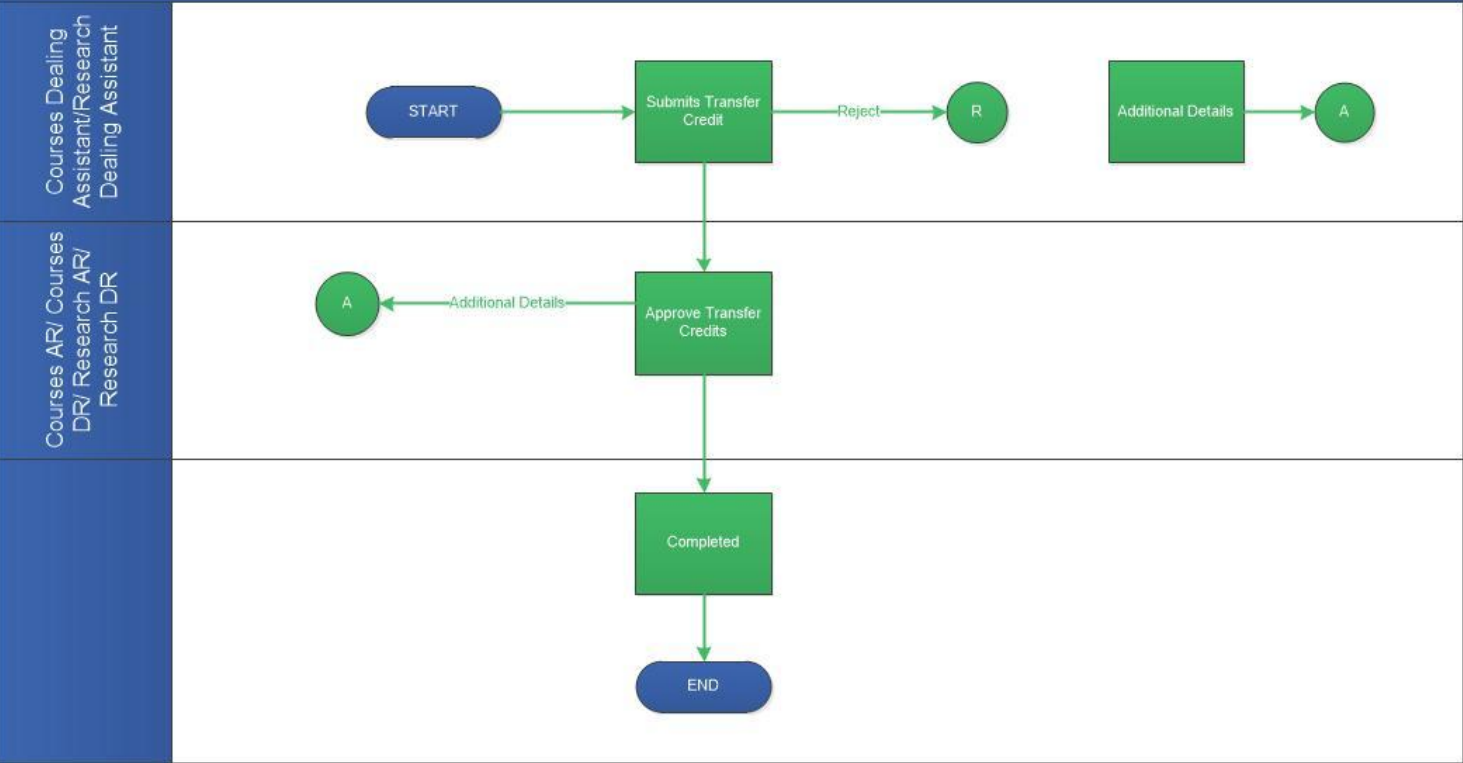 Courses Dealing
Assistant/Research
Dealing Assistant
START
Submits Transfer
Credit
Reject
R
Additional Details
A
Courses AR/ Courses
DR/ Research AR/
Research DR
A
Additional Details
Approve Transfer
Credits
Completed
END